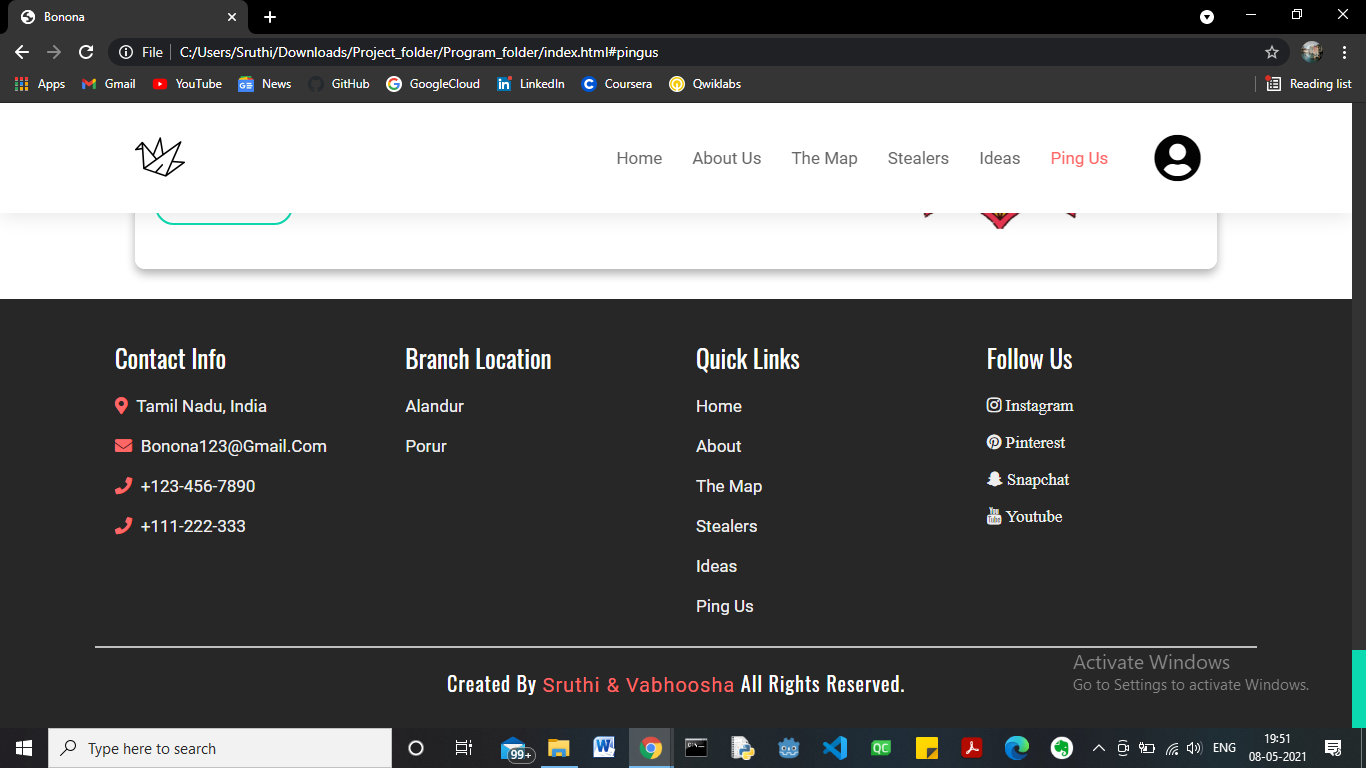 Bonona
File C:/Users/Sruthi/Downloads/Project_folder/Program_folder/index.html#pingus
Apps Gmail YouTube News GitHub GoogleCloud LinkedIn Coursera Qwiklabs Reading list
Home About Us The Map Stealers Ideas Ping Us
Contact Info
Tamil Nadu, India
Bonona123@Gmail.Com
+123-456-7890
+111-222-333
Branch Location
Alandur
Porur
Quick Links
Home
About
The Map
Stealers
Ideas
Ping Us
Follow Us
Instagram
Pinterest
Snapchat
Youtube
Created By Sruthi & Vabhoosha All Rights Reserved.
Activate Windows
Go to Settings to activate Windows.
Type here to search
99+
QC
ENG
19:51
08-05-2021